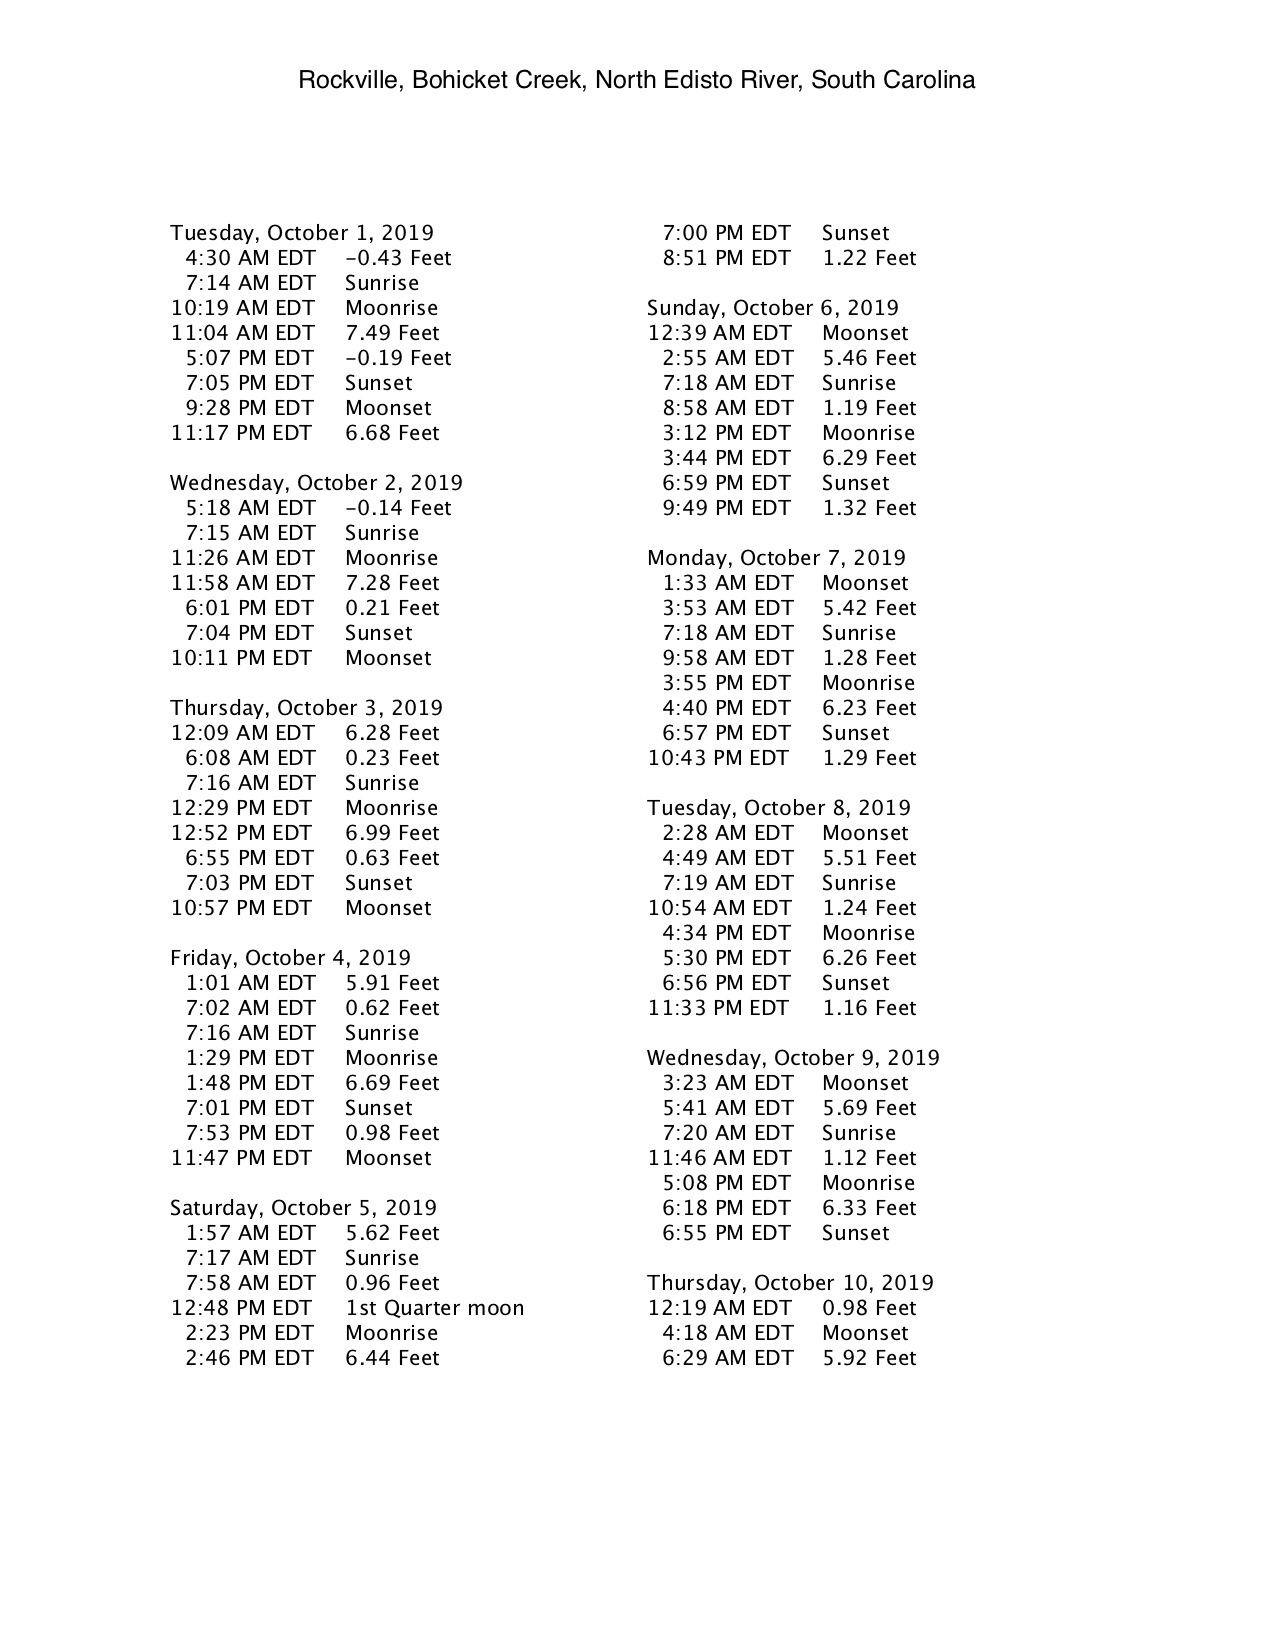 Rockville, Bohicket Creek, North Edisto River, South Carolina
Tuesday, October 1, 2019
4:30 AM EDT -0.43 Feet
7:14 AM EDT Sunrise
10:19 AM EDT Moonrise
11:04 AM EDT 7.49 Feet
5:07 PM EDT -0.19 Feet
7:05 PM EDT Sunset
9:28 PM EDT Moonset
11:17 PM EDT 6.68 Feet
Wednesday, October 2, 2019
5:18 AM EDT -0.14 Feet
7:15 AM EDT Sunrise
11:26 AM EDT Moonrise
11:58 AM EDT 7.28 Feet
6:01 PM EDT 0.21 Feet
7:04 PM EDT Sunset
10:11 PM EDT Moonset
Thursday, October 3, 2019
12:09 AM EDT 6.28 Feet
6:08 AM EDT 0.23 Feet
7:16 AM EDT Sunrise
12:29 PM EDT Moonrise
12:52 PM EDT 6.99 Feet
6:55 PM EDT 0.63 Feet
7:03 PM EDT Sunset
10:57 PM EDT Moonset
Friday, October 4, 2019
1:01 AM EDT 5.91 Feet
7:02 AM EDT 0.62 Feet
7:16 AM EDT Sunrise
1:29 PM EDT Moonrise
1:48 PM EDT 6.69 Feet
7:01 PM EDT Sunset
7:53 PM EDT 0.98 Feet
11:47 PM EDT Moonset
Saturday, October 5, 2019
1:57 AM EDT 5.62 Feet
7:17 AM EDT Sunrise
7:58 AM EDT 0.96 Feet
12:48 PM EDT 1st Quarter moon
2:23 PM EDT Moonrise
2:46 PM EDT 6.44 Feet
7:00 PM EDT Sunset
8:51 PM EDT 1.22 Feet
Sunday, October 6, 2019
12:39 AM EDT Moonset
2:55 AM EDT 5.46 Feet
7:18 AM EDT Sunrise
8:58 AM EDT 1.19 Feet
3:12 PM EDT Moonrise
3:44 PM EDT 6.29 Feet
6:59 PM EDT Sunset
9:49 PM EDT 1.32 Feet
Monday, October 7, 2019
1:33 AM EDT Moonset
3:53 AM EDT 5.42 Feet
7:18 AM EDT Sunrise
9:58 AM EDT 1.28 Feet
3:55 PM EDT Moonrise
4:40 PM EDT 6.23 Feet
6:57 PM EDT Sunset
10:43 PM EDT 1.29 Feet
Tuesday, October 8, 2019
2:28 AM EDT Moonset
4:49 AM EDT 5.51 Feet
7:19 AM EDT Sunrise
10:54 AM EDT 1.24 Feet
4:34 PM EDT Moonrise
5:30 PM EDT 6.26 Feet
6:56 PM EDT Sunset
11:33 PM EDT 1.16 Feet
Wednesday, October 9, 2019
3:23 AM EDT Moonset
5:41 AM EDT 5.69 Feet
7:20 AM EDT Sunrise
11:46 AM EDT 1.12 Feet
5:08 PM EDT Moonrise
6:18 PM EDT 6.33 Feet
6:55 PM EDT Sunset
Thursday, October 10, 2019
12:19 AM EDT 0.98 Feet
4:18 AM EDT Moonset
6:29 AM EDT 5.92 Feet